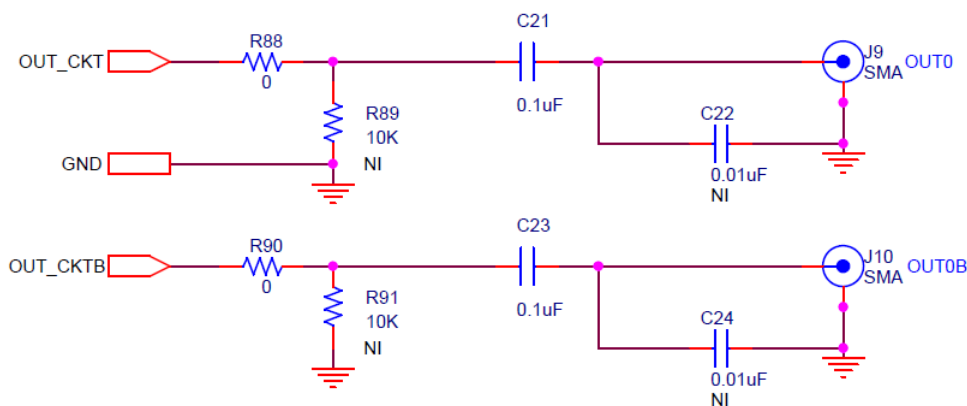 OUT_CKT
R88
0
C21
0.1uF
J9
SMA
OUT0
R89
10K
NI
C22
0.01uF
NI
GND
OUT_CKTB
R90
0
C23
0.1uF
J10
SMA
OUT0B
R91
10K
NI
C24
0.01uF
NI